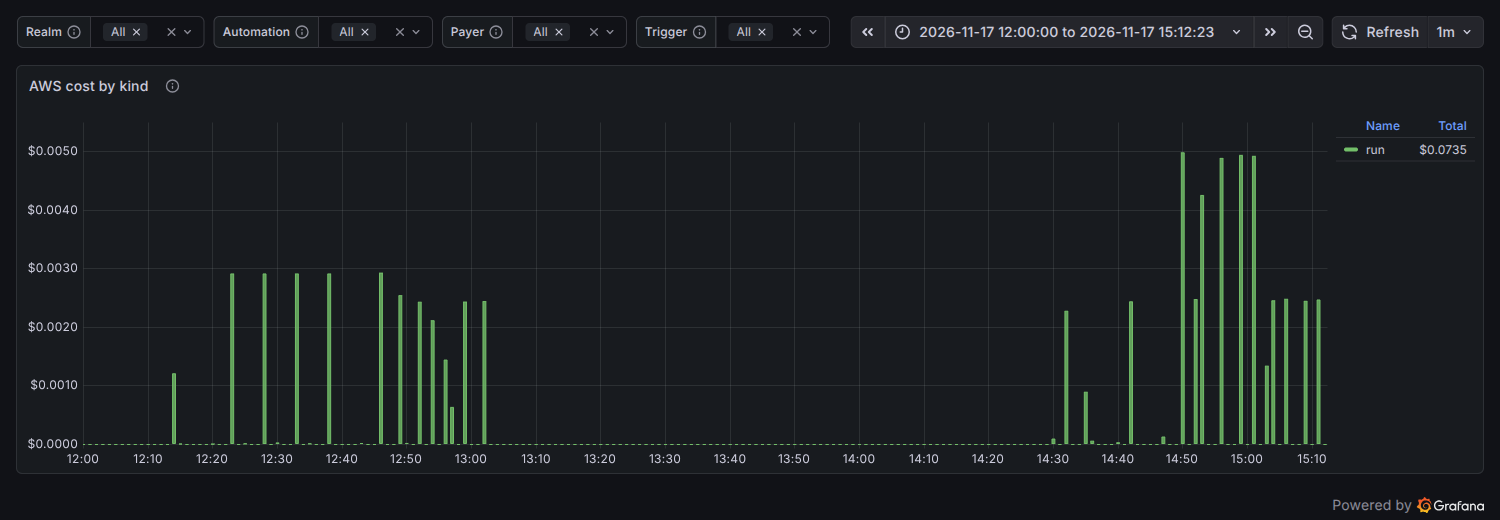 Realm All Automation All Payer All Trigger All 2026-11-17 12:00:00 to 2026-11-17 15:12:23 Refresh 1m
AWS cost by kind
Name Total
run $0.0735
$0.0050
$0.0040
$0.0030
$0.0020
$0.0010
$0.0000
12:00 12:10 12:20 12:30 12:40 12:50 13:00 13:10 13:20 13:30 13:40 13:50 14:00 14:10 14:20 14:30 14:40 14:50 15:00 15:10
Powered by Grafana